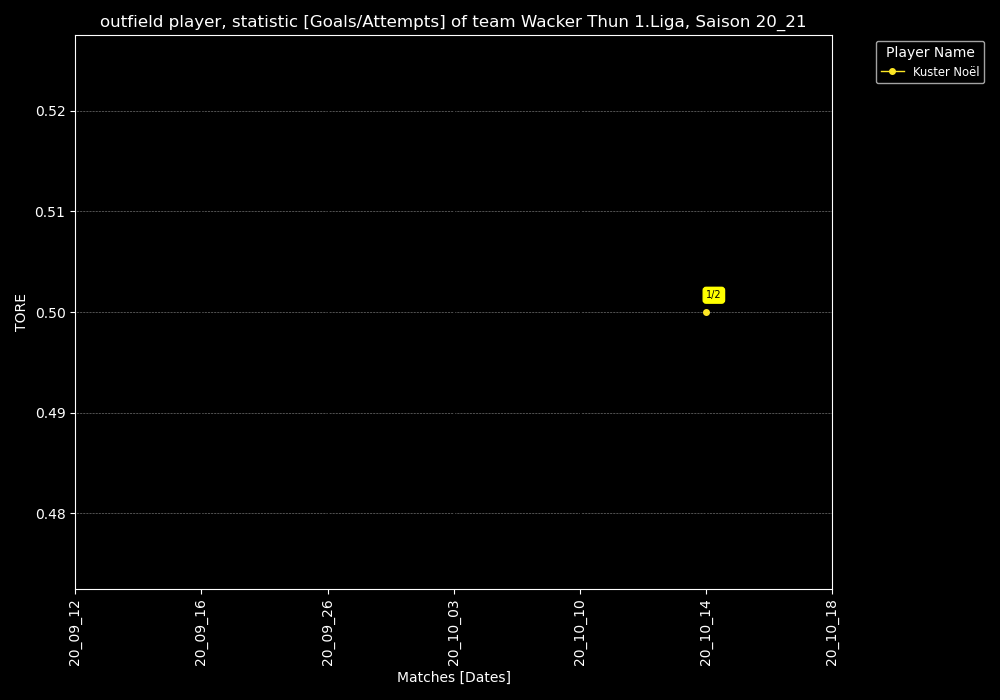 outfield player, statistic [Goals/Attempts] of team Wacker Thun 1.Liga, Saison 20_21
Player Name
Kuster Noël
TORE
0.52
0.51
0.50
0.49
0.48
1/2
20_09_12
20_09_16
20_09_26
20_10_03
20_10_10
20_10_14
20_10_18
Matches [Dates]